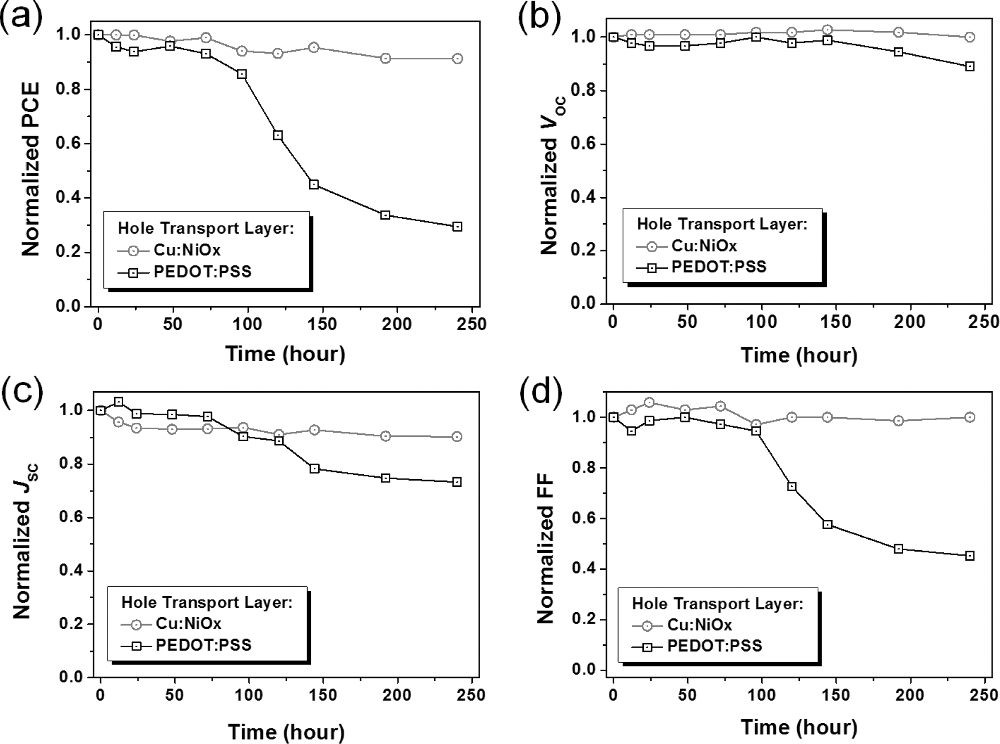 (a)
Normalized PCE
1.0
0.8
0.6
0.4
0.2
0.0
Hole Transport Layer:
Cu:NiOx
PEDOT:PSS
0 50 100 150 200 250
Time (hour)
(b)
Normalized VOC
1.0
0.8
0.6
0.4
0.2
0.0
Hole Transport Layer:
Cu:NiOx
PEDOT:PSS
0 50 100 150 200 250
Time (hour)
(c)
Normalized JSC
1.0
0.8
0.6
0.4
0.2
0.0
Hole Transport Layer:
Cu:NiOx
PEDOT:PSS
0 50 100 150 200 250
Time (hour)
(d)
Normalized FF
1.0
0.8
0.6
0.4
0.2
0.0
Hole Transport Layer:
Cu:NiOx
PEDOT:PSS
0 50 100 150 200 250
Time (hour)